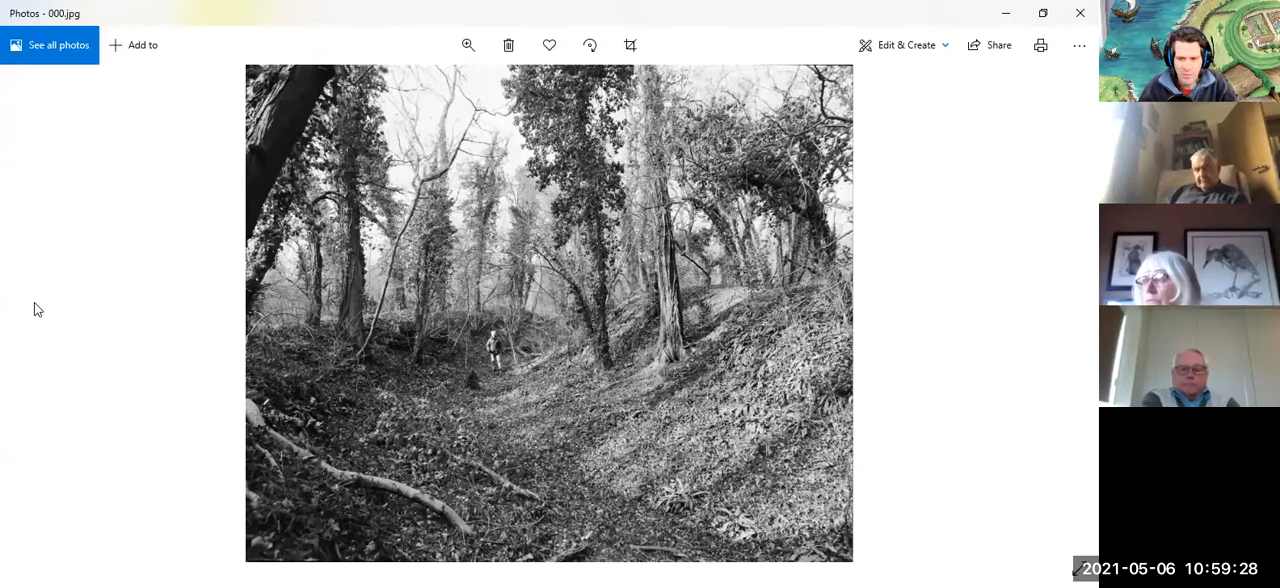 Photos - 000.jpg
See all photos
Add to
Edit & Create
Share
2021-05-06 10:59:28